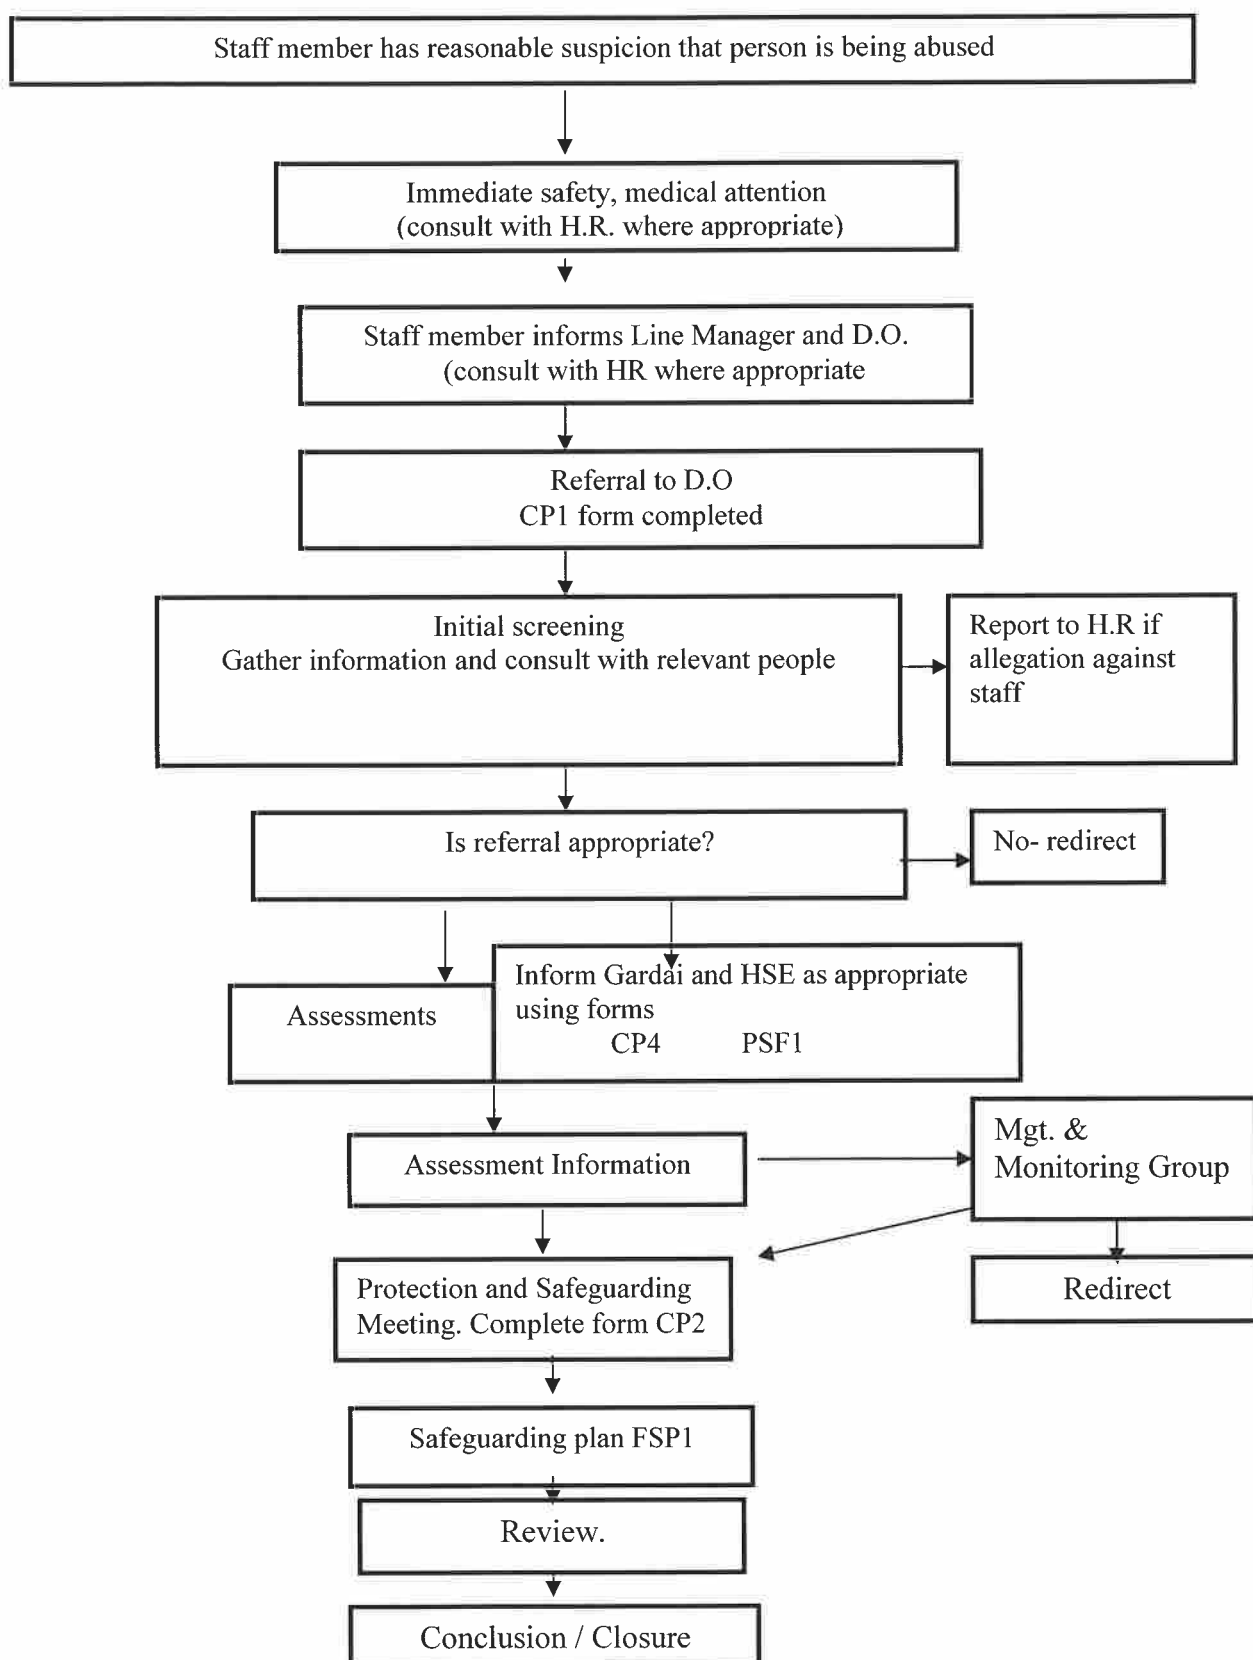 Staff member has reasonable suspicion that person is being abused
Immediate safety, medical attention
(consult with H.R. where appropriate)
Staff member informs Line Manager and D.O.
(consult with HR where appropriate
Referral to D.O
CP1 form completed
Initial screening
Gather information and consult with relevant people
Report to H.R if
allegation against
staff
Is referral appropriate?
No- redirect
Assessments
Inform Gardai and HSE as appropriate
using forms
CP4 PSF1
Assessment Information
Mgt. &
Monitoring Group
Redirect
Protection and Safeguarding
Meeting. Complete form CP2
Safeguarding plan FSP1
Review.
Conclusion / Closure